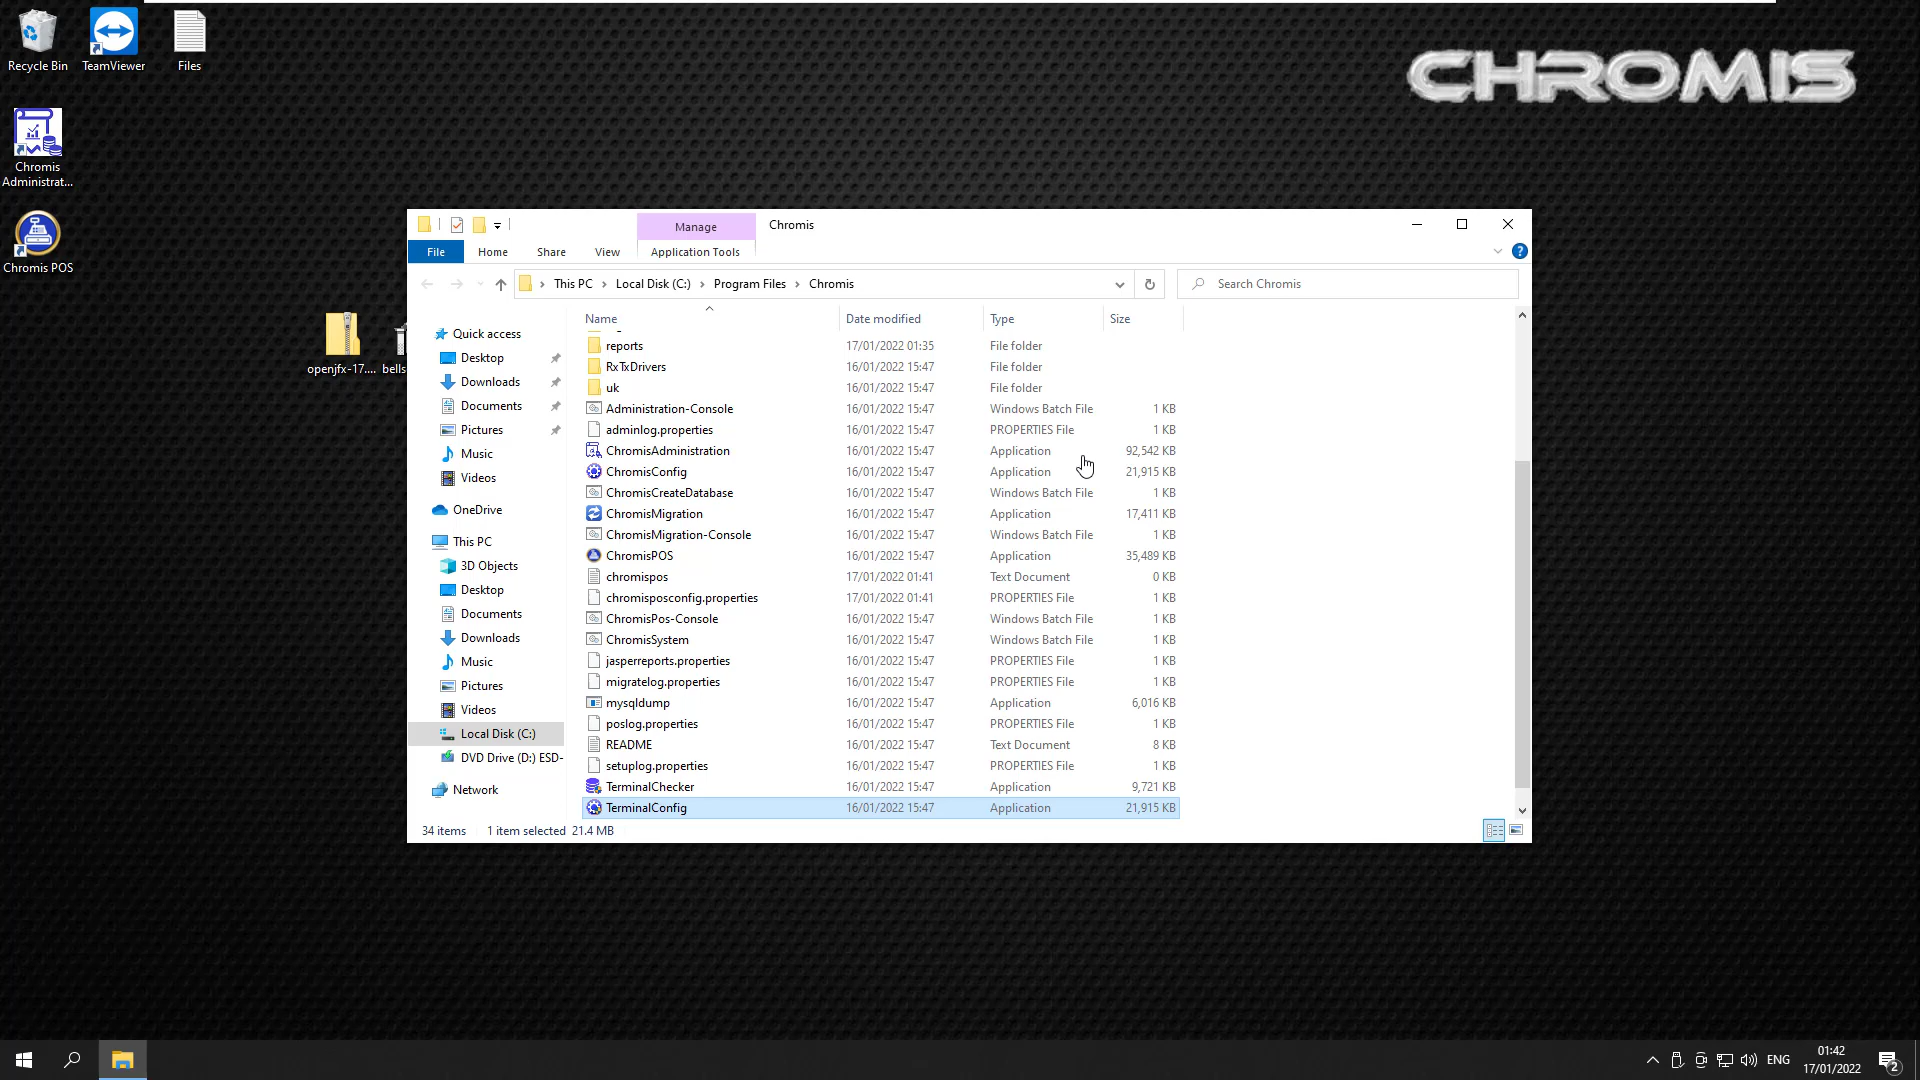 Recycle Bin
TeamViewer
Files
CHROMIS
Chromis
Administrat...
Chromis POS
openjfx-17....
bells
Manage
Chromis
File
Home
Share
View
Application Tools
This PC > Local Disk (C:) > Program Files > Chromis
Search Chromis
Name
Date modified
Type
Size
Quick access
Desktop
Downloads
Documents
Pictures
Music
Videos
OneDrive
This PC
3D Objects
Desktop
Documents
Downloads
Music
Pictures
Videos
Local Disk (C:)
DVD Drive (D:) ESD-
Network
reports 17/01/2022 01:35 File folder
RxTxDrivers 16/01/2022 15:47 File folder
uk 16/01/2022 15:47 File folder
Administration-Console 16/01/2022 15:47 Windows Batch File 1 KB
adminlog.properties 16/01/2022 15:47 PROPERTIES File 1 KB
ChromisAdministration 16/01/2022 15:47 Application 92,542 KB
ChromisConfig 16/01/2022 15:47 Application 21,915 KB
ChromisCreateDatabase 16/01/2022 15:47 Windows Batch File 1 KB
ChromisMigration 16/01/2022 15:47 Application 17,411 KB
ChromisMigration-Console 16/01/2022 15:47 Windows Batch File 1 KB
ChromisPOS 16/01/2022 15:47 Application 35,489 KB
chromispos 17/01/2022 01:41 Text Document 0 KB
chromisposconfig.properties 17/01/2022 01:41 PROPERTIES File 1 KB
ChromisPos-Console 16/01/2022 15:47 Windows Batch File 1 KB
ChromisSystem 16/01/2022 15:47 Windows Batch File 1 KB
jasperreports.properties 16/01/2022 15:47 PROPERTIES File 1 KB
migratelog.properties 16/01/2022 15:47 PROPERTIES File 1 KB
mysqldump 16/01/2022 15:47 Application 6,016 KB
poslog.properties 16/01/2022 15:47 PROPERTIES File 1 KB
README 16/01/2022 15:47 Text Document 8 KB
setuplog.properties 16/01/2022 15:47 PROPERTIES File 1 KB
TerminalChecker 16/01/2022 15:47 Application 9,721 KB
TerminalConfig 16/01/2022 15:47 Application 21,915 KB
34 items 1 item selected 21.4 MB
ENG
01:42
17/01/2022
2